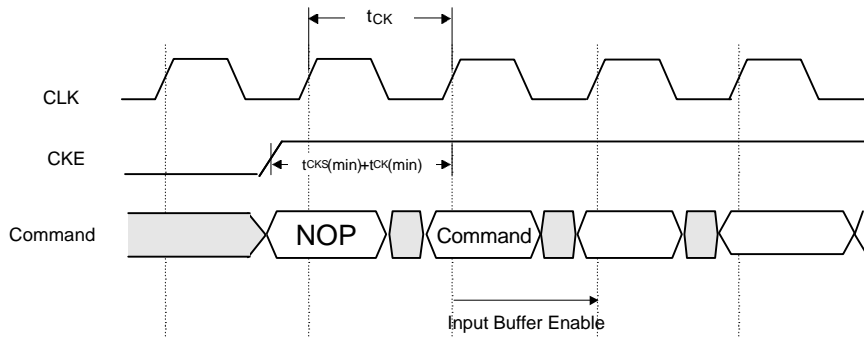 tCK
CLK
CKE
tCKS(min)+tCK(min)
Command
NOP
Command
Input Buffer Enable